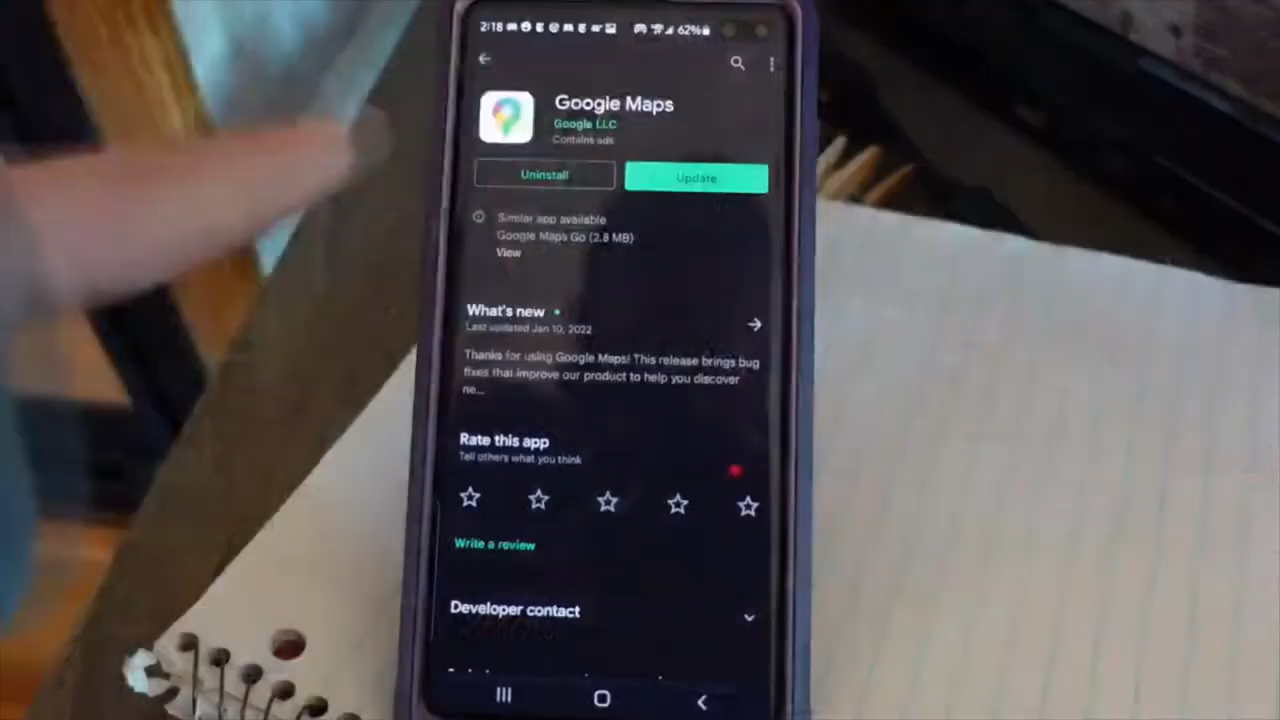 2:18
62%
Google Maps
Google LLC
Contains ads
Uninstall
Update
Similar app available
Google Maps Go (2.8 MB)
View
What's new
Last updated Jan 10, 2022
Thanks for using Google Maps! This release brings bug
fixes that improve our product to help you discover
ne...
Rate this app
Tell others what you think
Write a review
Developer contact